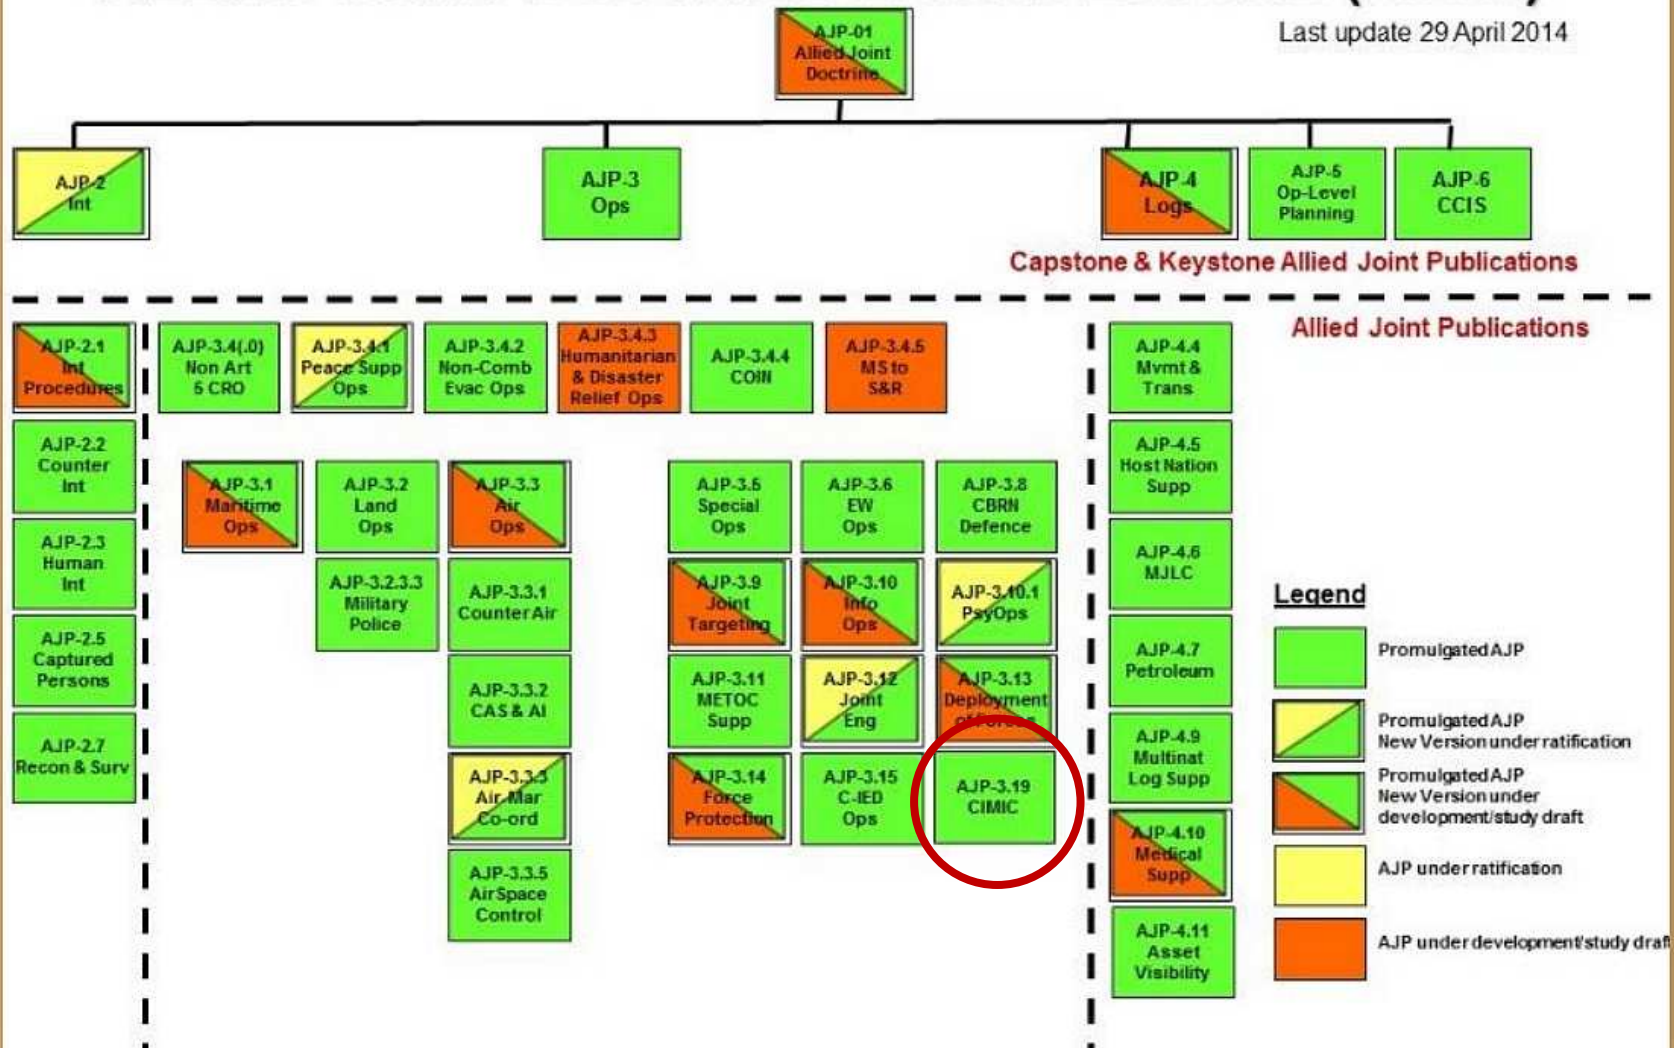 Last update 29 April 2014
AJP-01
Allied Joint
Doctrine
AJP-2
Int
AJP-3
Ops
AJP-4
Logs
AJP-5
Op-Level
Planning
AJP-6
CCIS
Capstone & Keystone Allied Joint Publications
Allied Joint Publications
AJP-2.1
Int
Procedures
AJP-2.2
Counter
Int
AJP-2.3
Human
Int
AJP-2.5
Captured
Persons
AJP-2.7
Recon & Surv
AJP-3.4(.0)
Non Art
5 CRO
AJP-3.4.1
Peace Supp
Ops
AJP-3.4.2
Non-Comb
Evac Ops
AJP-3.4.3
Humanitarian
& Disaster
Relief Ops
AJP-3.4.4
COIN
AJP-3.4.5
MS to
S&R
AJP-3.1
Maritime
Ops
AJP-3.2
Land
Ops
AJP-3.2.3.3
Military
Police
AJP-3.3
Air
Ops
AJP-3.3.1
Counter Air
AJP-3.3.2
CAS & AI
AJP-3.3.3
Air Mar
Co-ord
AJP-3.3.5
AirSpace
Control
AJP-3.5
Special
Ops
AJP-3.6
EW
Ops
AJP-3.8
CBRN
Defence
AJP-3.9
Joint
Targeting
AJP-3.10
Info
Ops
AJP-3.10.1
PsyOps
AJP-3.11
METOC
Supp
AJP-3.12
Joint
Eng
AJP-3.13
Deployment
of Forces
AJP-3.14
Force
Protection
AJP-3.15
C-IED
Ops
AJP-3.19
CIMIC
AJP-4.4
Mvmt &
Trans
AJP-4.5
Host Nation
Supp
AJP-4.6
MJLC
AJP-4.7
Petroleum
AJP-4.9
Multinat
Log Supp
AJP-4.10
Medical
Supp
AJP-4.11
Asset
Visibility
Legend
Promulgated AJP
Promulgated AJP
New Version under ratification
Promulgated AJP
New Version under
development/study draft
AJP under ratification
AJP under development/study draft